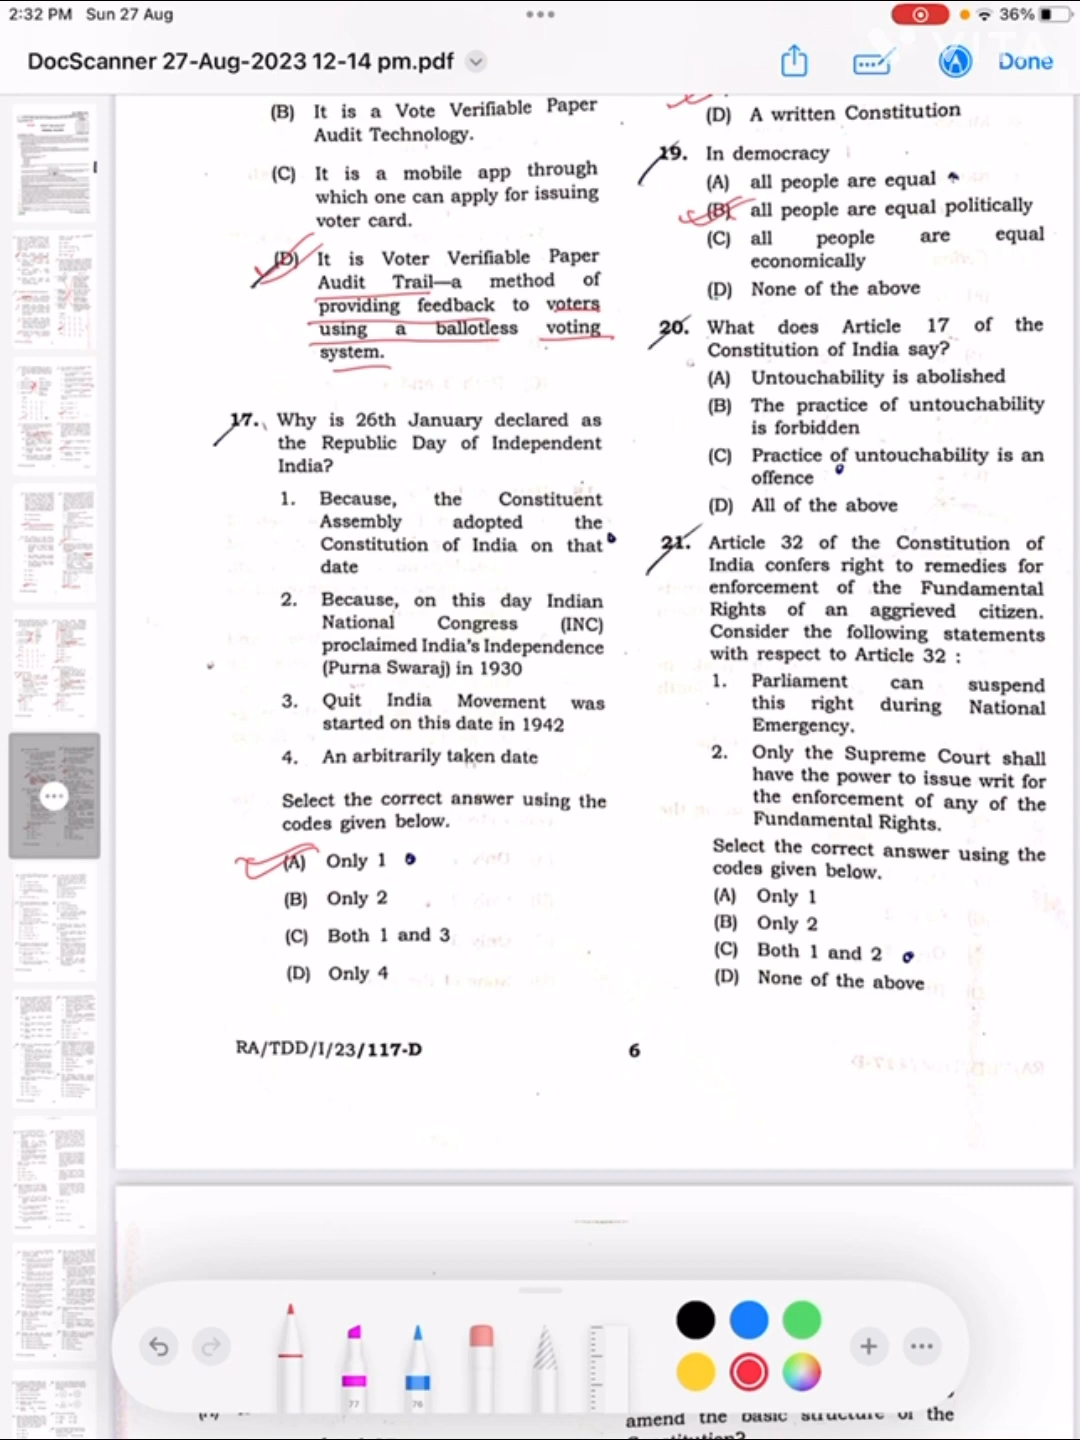 2:32 PM Sun 27 Aug
36%
DocScanner 27-Aug-2023 12-14 pm.pdf
Done
(B) It is a Vote Verifiable Paper
Audit Technology.
(C) It is a mobile app through
which one can apply for issuing
voter card.
(D) It is Voter Verifiable Paper
Audit Trail—a method of
providing feedback to voters
using a ballotless voting
system.
17. Why is 26th January declared as
the Republic Day of Independent
India?
1. Because, the Constituent
Assembly adopted the
Constitution of India on that
date
2. Because, on this day Indian
National Congress (INC)
proclaimed India's Independence
(Purna Swaraj) in 1930
3. Quit India Movement was
started on this date in 1942
4. An arbitrarily taken date
Select the correct answer using the
codes given below.
(A) Only 1
(B) Only 2
(C) Both 1 and 3
(D) Only 4
(D) A written Constitution
19. In democracy
(A) all people are equal
(B) all people are equal politically
(C) all people are equal
economically
(D) None of the above
20. What does Article 17 of the
Constitution of India say?
(A) Untouchability is abolished
(B) The practice of untouchability
is forbidden
(C) Practice of untouchability is an
offence
(D) All of the above
21. Article 32 of the Constitution of
India confers right to remedies for
enforcement of the Fundamental
Rights of an aggrieved citizen.
Consider the following statements
with respect to Article 32 :
1. Parliament can suspend
this right during National
Emergency.
2. Only the Supreme Court shall
have the power to issue writ for
the enforcement of any of the
Fundamental Rights.
Select the correct answer using the
codes given below.
(A) Only 1
(B) Only 2
(C) Both 1 and 2
(D) None of the above
RA/TDD/I/23/117-D
6
77
76
amend the basic structure of the